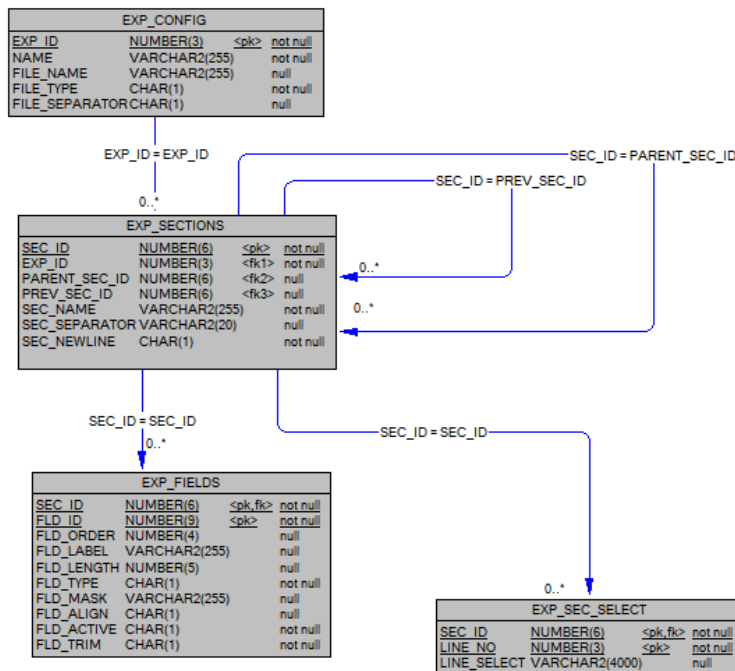 EXP_CONFIG
EXP_ID NUMBER(3) <pk> not null
NAME VARCHAR2(255) not null
FILE_NAME VARCHAR2(255) null
FILE_TYPE CHAR(1) not null
FILE_SEPARATOR CHAR(1) null
EXP_ID = EXP_ID
0..*
SEC_ID = PARENT_SEC_ID
SEC_ID = PREV_SEC_ID
0..*
0..*
EXP_SECTIONS
SEC_ID NUMBER(6) <pk> not null
EXP_ID NUMBER(3) <fk1> not null
PARENT_SEC_ID NUMBER(6) <fk2> null
PREV_SEC_ID NUMBER(6) <fk3> null
SEC_NAME VARCHAR2(255) not null
SEC_SEPARATOR VARCHAR2(20) null
SEC_NEWLINE CHAR(1) not null
SEC_ID = SEC_ID
0..*
SEC_ID = SEC_ID
0..*
EXP_FIELDS
SEC_ID NUMBER(6) <pk,fk> not null
FLD_ID NUMBER(9) <pk> not null
FLD_ORDER NUMBER(4) null
FLD_LABEL VARCHAR2(255) null
FLD_LENGTH NUMBER(5) null
FLD_TYPE CHAR(1) not null
FLD_MASK VARCHAR2(255) null
FLD_ALIGN CHAR(1) null
FLD_ACTIVE CHAR(1) not null
FLD_TRIM CHAR(1) not null
EXP_SEC_SELECT
SEC_ID NUMBER(6) <pk,fk> not null
LINE_NO NUMBER(3) <pk> not null
LINE_SELECT VARCHAR2(4000) null